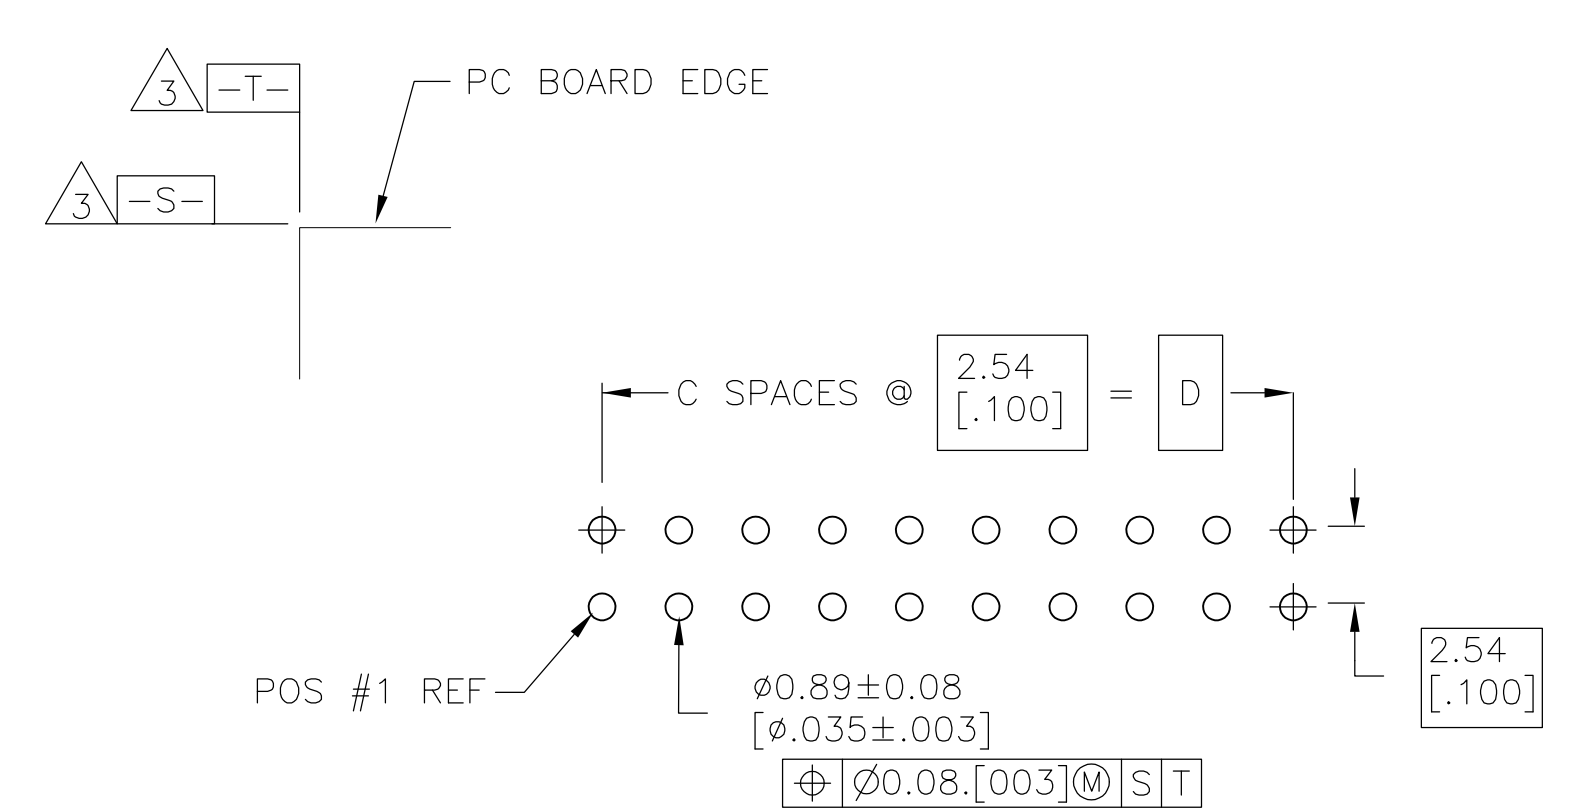 3 -T-
PC BOARD EDGE
3 -S-
C SPACES @ 2.54 [.100] = D
POS #1 REF
ø0.89±0.08
[ø.035±.003]
⌖ Ø0.08.[003]Ⓜ S T
2.54
[.100]